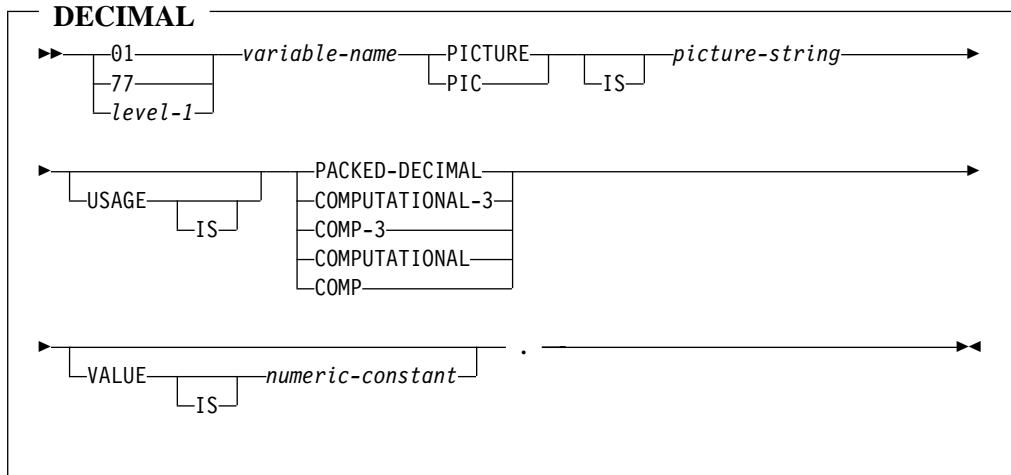 DECIMAL
01 variable-name PICTURE picture-string
77 PIC IS
level-1
PACKED-DECIMAL
USAGE COMPUTATIONAL-3
IS COMP-3
COMPUTATIONAL
COMP
.
VALUE numeric-constant
IS